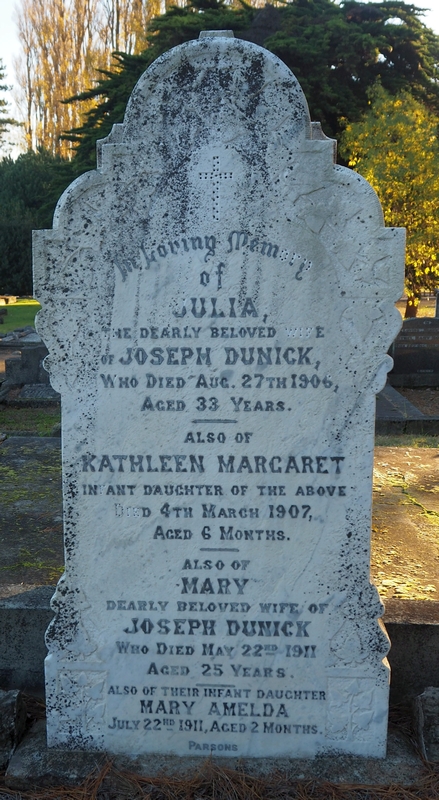 In Loving Memory
of
JULIA,
THE DEARLY BELOVED WIFE
OF JOSEPH DUNICK,
WHO DIED AUG. 27TH 1906,
AGED 33 YEARS.
ALSO OF
KATHLEEN MARGARET
INFANT DAUGHTER OF THE ABOVE
DIED 4TH MARCH 1907,
AGED 6 MONTHS.
ALSO OF
MARY
DEARLY BELOVED WIFE OF
JOSEPH DUNICK
WHO DIED MAY 22ND 1911
AGED 25 YEARS.
ALSO OF THEIR INFANT DAUGHTER
MARY AMELDA
JULY 22ND 1911, AGED 2 MONTHS.
PARSONS